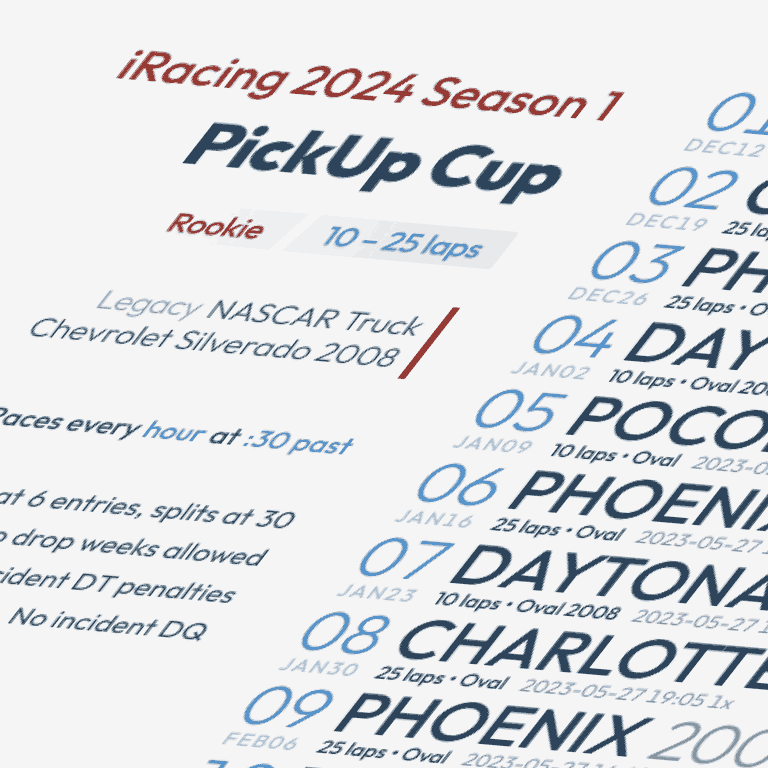 iRacing 2024 Season 1
PickUp Cup
Rookie
10 – 25 laps
Legacy NASCAR Truck
Chevrolet Silverado 2008
Races every hour at :30 past
at 6 entries, splits at 30
drop weeks allowed
DT penalties
No incident DQ
01
DEC12
02
DEC19 25
03 PH
DEC26 25 laps •
04 DAY
JAN02 10 laps • Oval
05 POCO
JAN09 10 laps • Oval
06 PHOENIX
JAN16 25 laps • Oval 2023-05-27
07 DAYTONA
JAN23 10 laps • Oval 2008 2023-05-27
08 CHARLOTTE
JAN30 25 laps • Oval 2023-05-27 19:05 1x
09 PHOENIX 200
FEB06 25 laps • Oval 2023-05-27